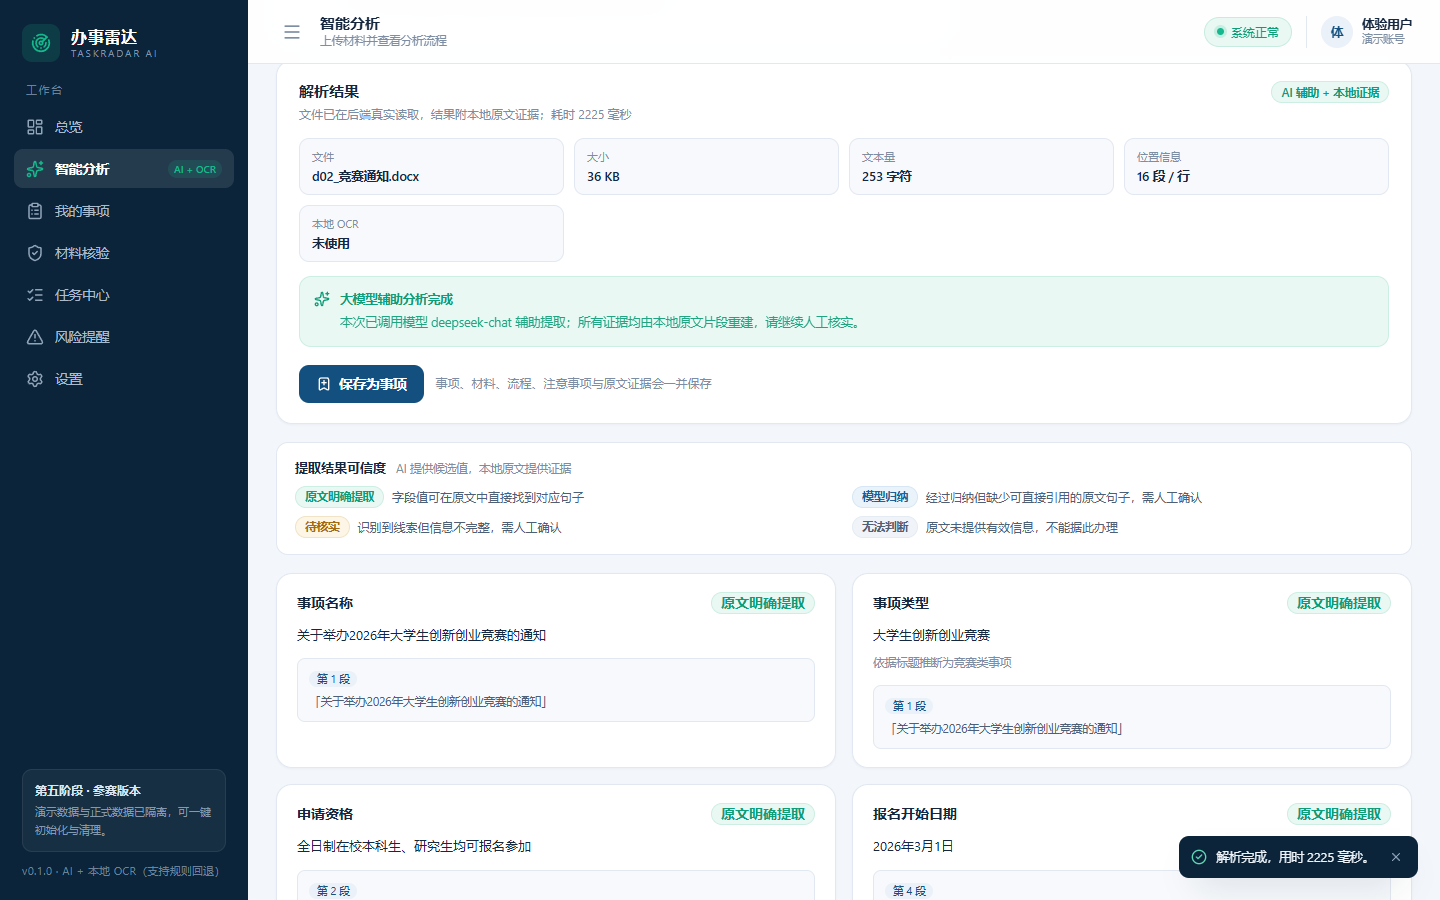 办事雷达
TASKRADAR AI
工作台
总览
智能分析
AI + OCR
我的事项
材料核验
任务中心
风险提醒
设置
第五阶段 · 参赛版本
演示数据与正式数据已隔离，可一键
初始化与清理。
v0.1.0 · AI + 本地 OCR（支持规则回退）
智能分析
上传材料并查看分析流程
系统正常
体
体验用户
演示账号
解析结果
AI 辅助 + 本地证据
文件已在后端真实读取，结果附本地原文证据；耗时 2225 毫秒
文件
d02_竞赛通知.docx
大小
36 KB
文本量
253 字符
位置信息
16 段 / 行
本地 OCR
未使用
大模型辅助分析完成
本次已调用模型 deepseek-chat 辅助提取；所有证据均由本地原文片段重建，请继续人工核实。
保存为事项
事项、材料、流程、注意事项与原文证据会一并保存
提取结果可信度
AI 提供候选值，本地原文提供证据
原文明确提取
字段值可在原文中直接找到对应句子
模型归纳
经过归纳但缺少可直接引用的原文句子，需人工确认
待核实
识别到线索但信息不完整，需人工确认
无法判断
原文未提供有效信息，不能据此办理
事项名称
原文明确提取
关于举办2026年大学生创新创业竞赛的通知
第 1 段
「关于举办2026年大学生创新创业竞赛的通知」
事项类型
原文明确提取
大学生创新创业竞赛
依据标题推断为竞赛类事项
第 1 段
「关于举办2026年大学生创新创业竞赛的通知」
申请资格
原文明确提取
全日制在校本科生、研究生均可报名参加
第 2 段
报名开始日期
原文明确提取
2026年3月1日
第 4 段
解析完成，用时 2225 毫秒。